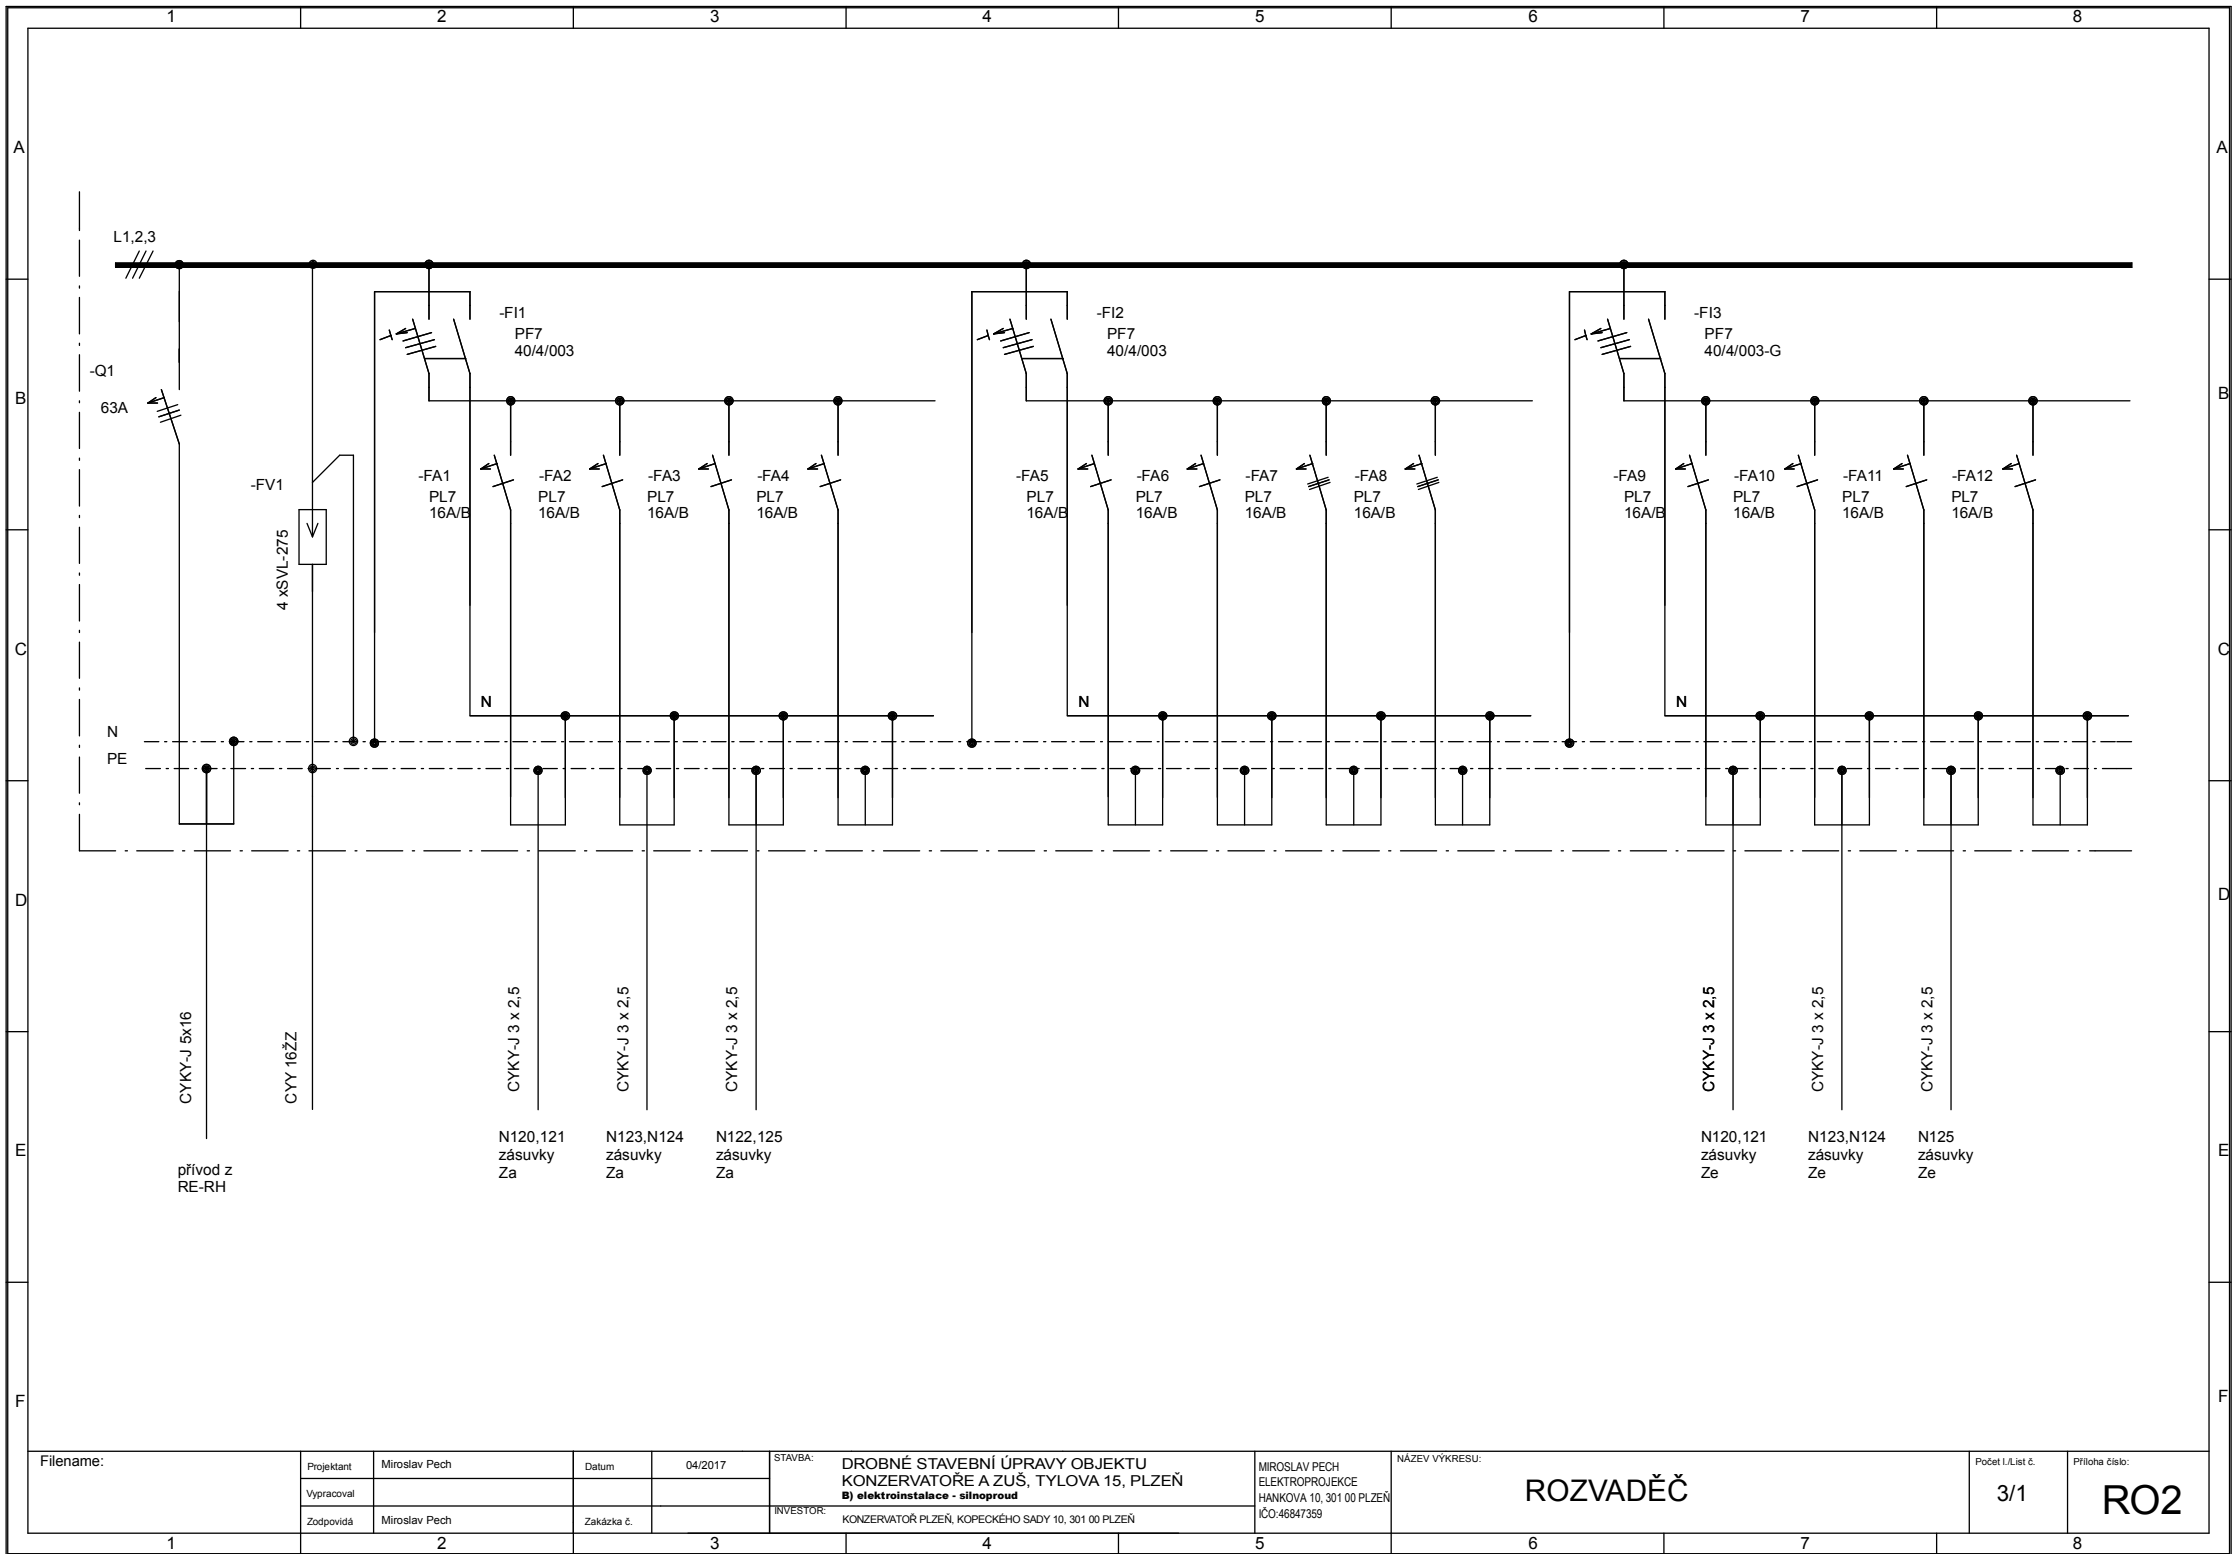 1 2 3 4 5 6 7 8
A A
L1,2,3
-FI1
PF7
40/4/003
-FI2
PF7
40/4/003
-FI3
PF7
40/4/003-G
-Q1
63A
B B
-FV1
4 xSVL-275
-FA1
PL7
16A/B
-FA2
PL7
16A/B
-FA3
PL7
16A/B
-FA4
PL7
16A/B
-FA5
PL7
16A/B
-FA6
PL7
16A/B
-FA7
PL7
16A/B
-FA8
PL7
16A/B
-FA9
PL7
16A/B
-FA10
PL7
16A/B
-FA11
PL7
16A/B
-FA12
PL7
16A/B
C C
N N N
N
PE
D D
CYKY-J 5x16
CYY 16ŽZ
CYKY-J 3 x 2,5
CYKY-J 3 x 2,5
CYKY-J 3 x 2,5
CYKY-J 3 x 2,5
CYKY-J 3 x 2,5
CYKY-J 3 x 2,5
E E
přívod z
RE-RH
N120,121
zásuvky
Za
N123,N124
zásuvky
Za
N122,125
zásuvky
Za
N120,121
zásuvky
Ze
N123,N124
zásuvky
Ze
N125
zásuvky
Ze
F F
Filename:
Projektant Miroslav Pech Datum 04/2017
Vypracoval
Zodpovídá Miroslav Pech Zakázka č.
STAVBA:
DROBNÉ STAVEBNÍ ÚPRAVY OBJEKTU
KONZERVATOŘE A ZUŠ, TYLOVA 15, PLZEŇ
B) elektroinstalace - silnoproud
INVESTOR:
KONZERVATOŘ PLZEŇ, KOPECKÉHO SADY 10, 301 00 PLZEŇ
MIROSLAV PECH
ELEKTROPROJEKCE
HANKOVA 10, 301 00 PLZEŇ
IČO:46847359
NÁZEV VÝKRESU:
ROZVADĚČ
Počet l./List č.
3/1
Příloha číslo:
RO2
1 2 3 4 5 6 7 8